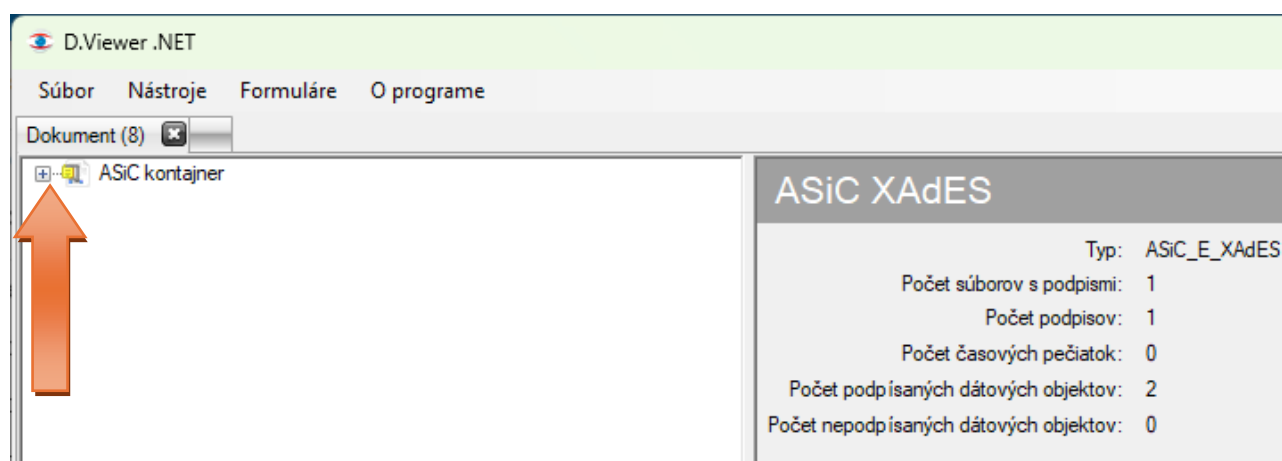 D.Viewer .NET
Súbor Nástroje Formuláre O programe
Dokument (8)
ASiC kontajner
ASiC XAdES
Typ: ASiC_E_XAdES
Počet súborov s podpismi: 1
Počet podpisov: 1
Počet časových pečiatok: 0
Počet podpísaných dátových objektov: 2
Počet nepodpísaných dátových objektov: 0